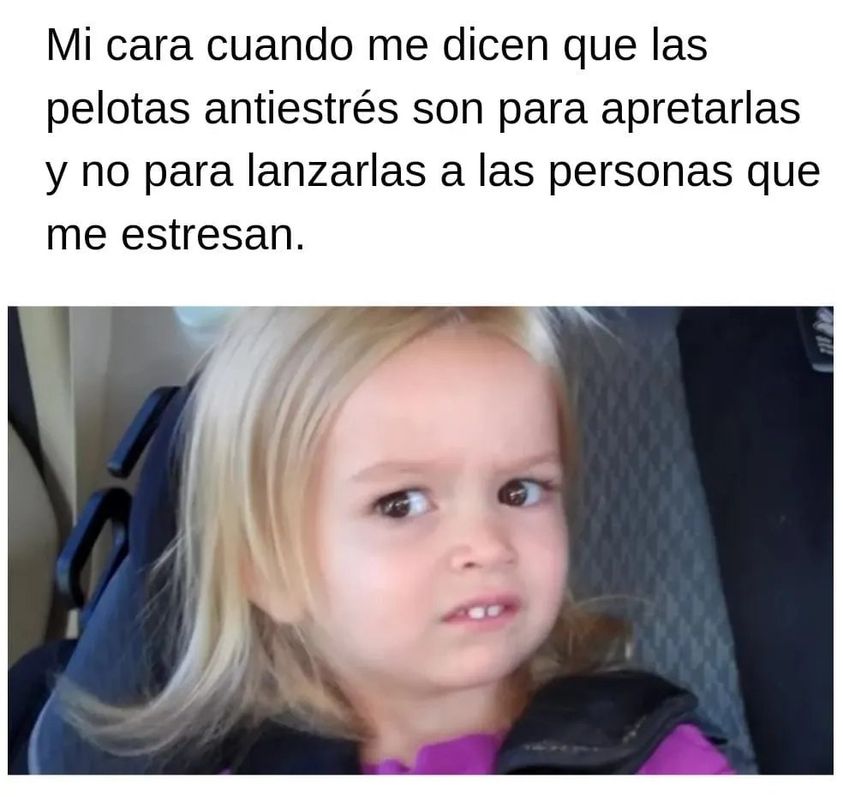 Mi cara cuando me dicen que las
pelotas antiestrés son para apretarlas
y no para lanzarlas a las personas que
me estresan.